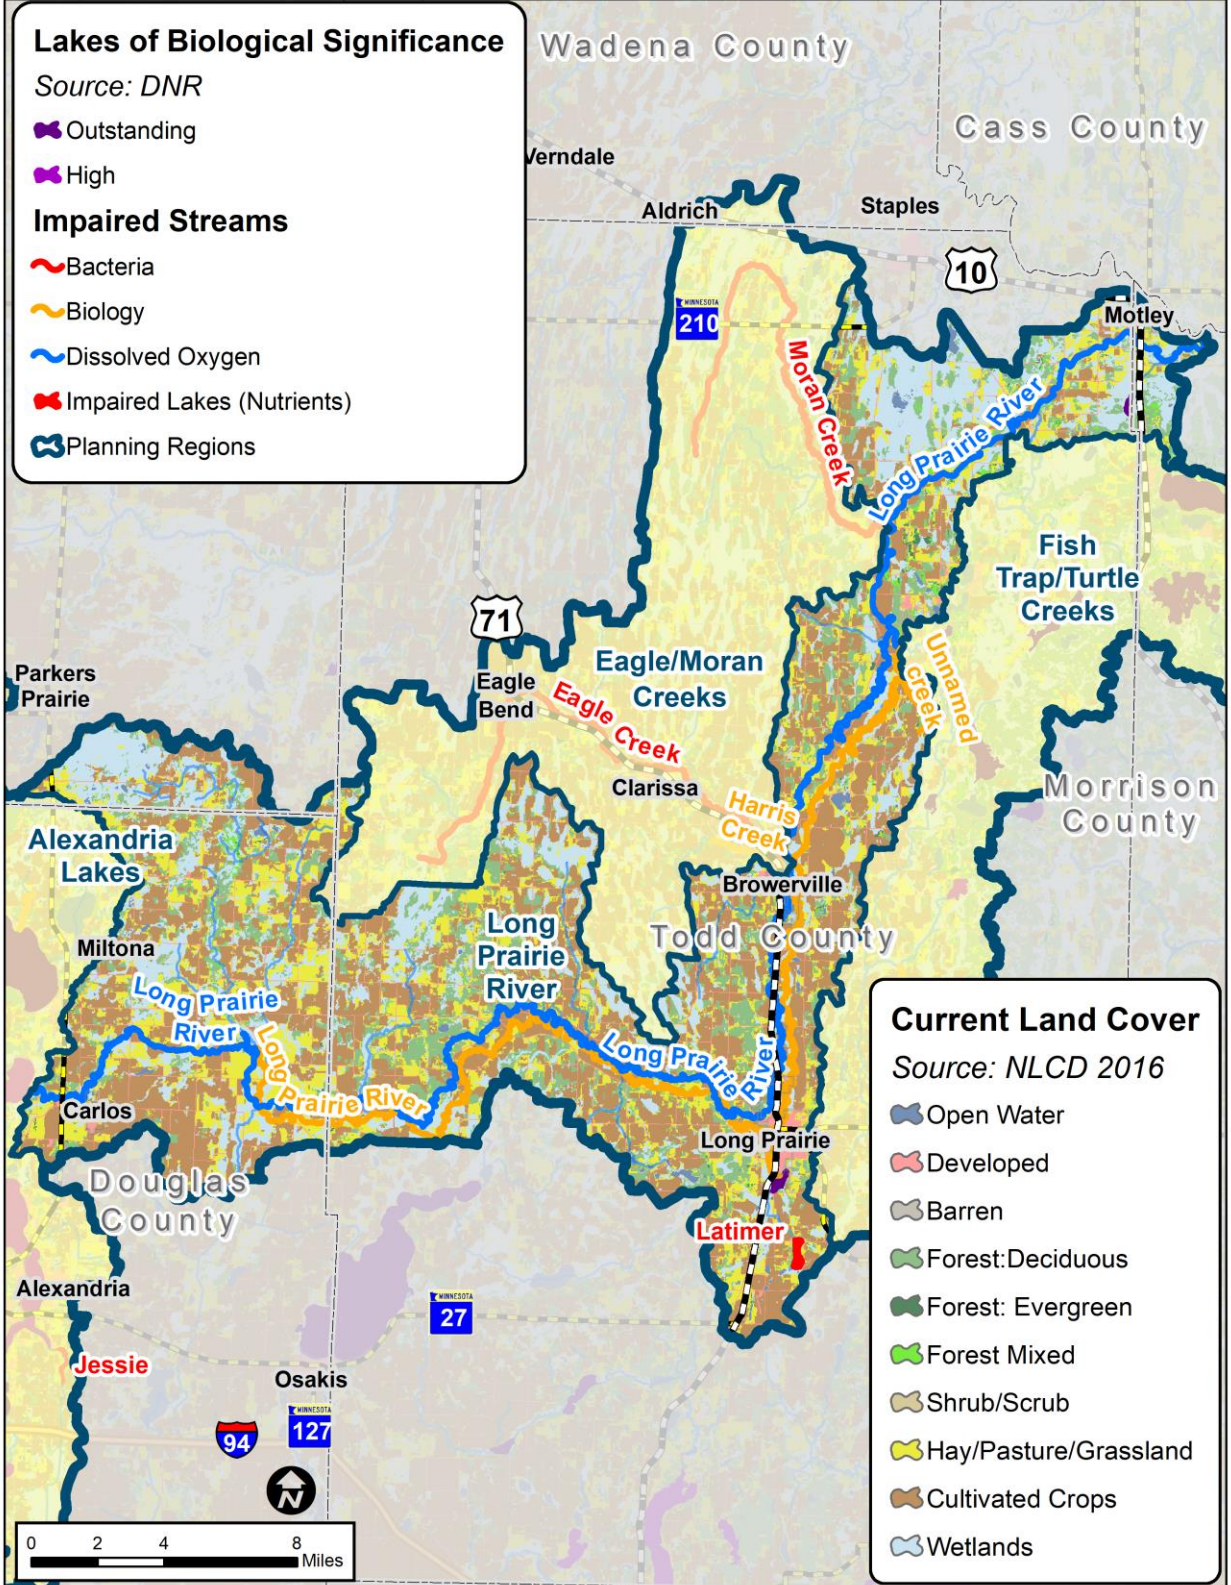 Lakes of Biological Significance
Source: DNR
Outstanding
High
Impaired Streams
Bacteria
Biology
Dissolved Oxygen
Impaired Lakes (Nutrients)
Planning Regions
Wadena County
Cass County
Verndale
Aldrich
Staples
10
MINNESOTA
210
Motley
Moran Creek
Long Prairie River
Fish
Trap/Turtle
Creeks
71
Parkers
Prairie
Eagle
Bend
Eagle/Moran
Creeks
Eagle Creek
Unnamed
creek
Clarissa
Harris
Creek
Morrison
County
Alexandria
Lakes
Browerville
Todd County
Long
Prairie
River
Miltona
Long Prairie
River
Long
Prairie River
Long Prairie
River
Carlos
Long Prairie
Douglas
County
Latimer
Alexandria
MINNESOTA
27
Jessie
Osakis
MINNESOTA
127
94
N
0 2 4 8
Miles
Current Land Cover
Source: NLCD 2016
Open Water
Developed
Barren
Forest:Deciduous
Forest: Evergreen
Forest Mixed
Shrub/Scrub
Hay/Pasture/Grassland
Cultivated Crops
Wetlands